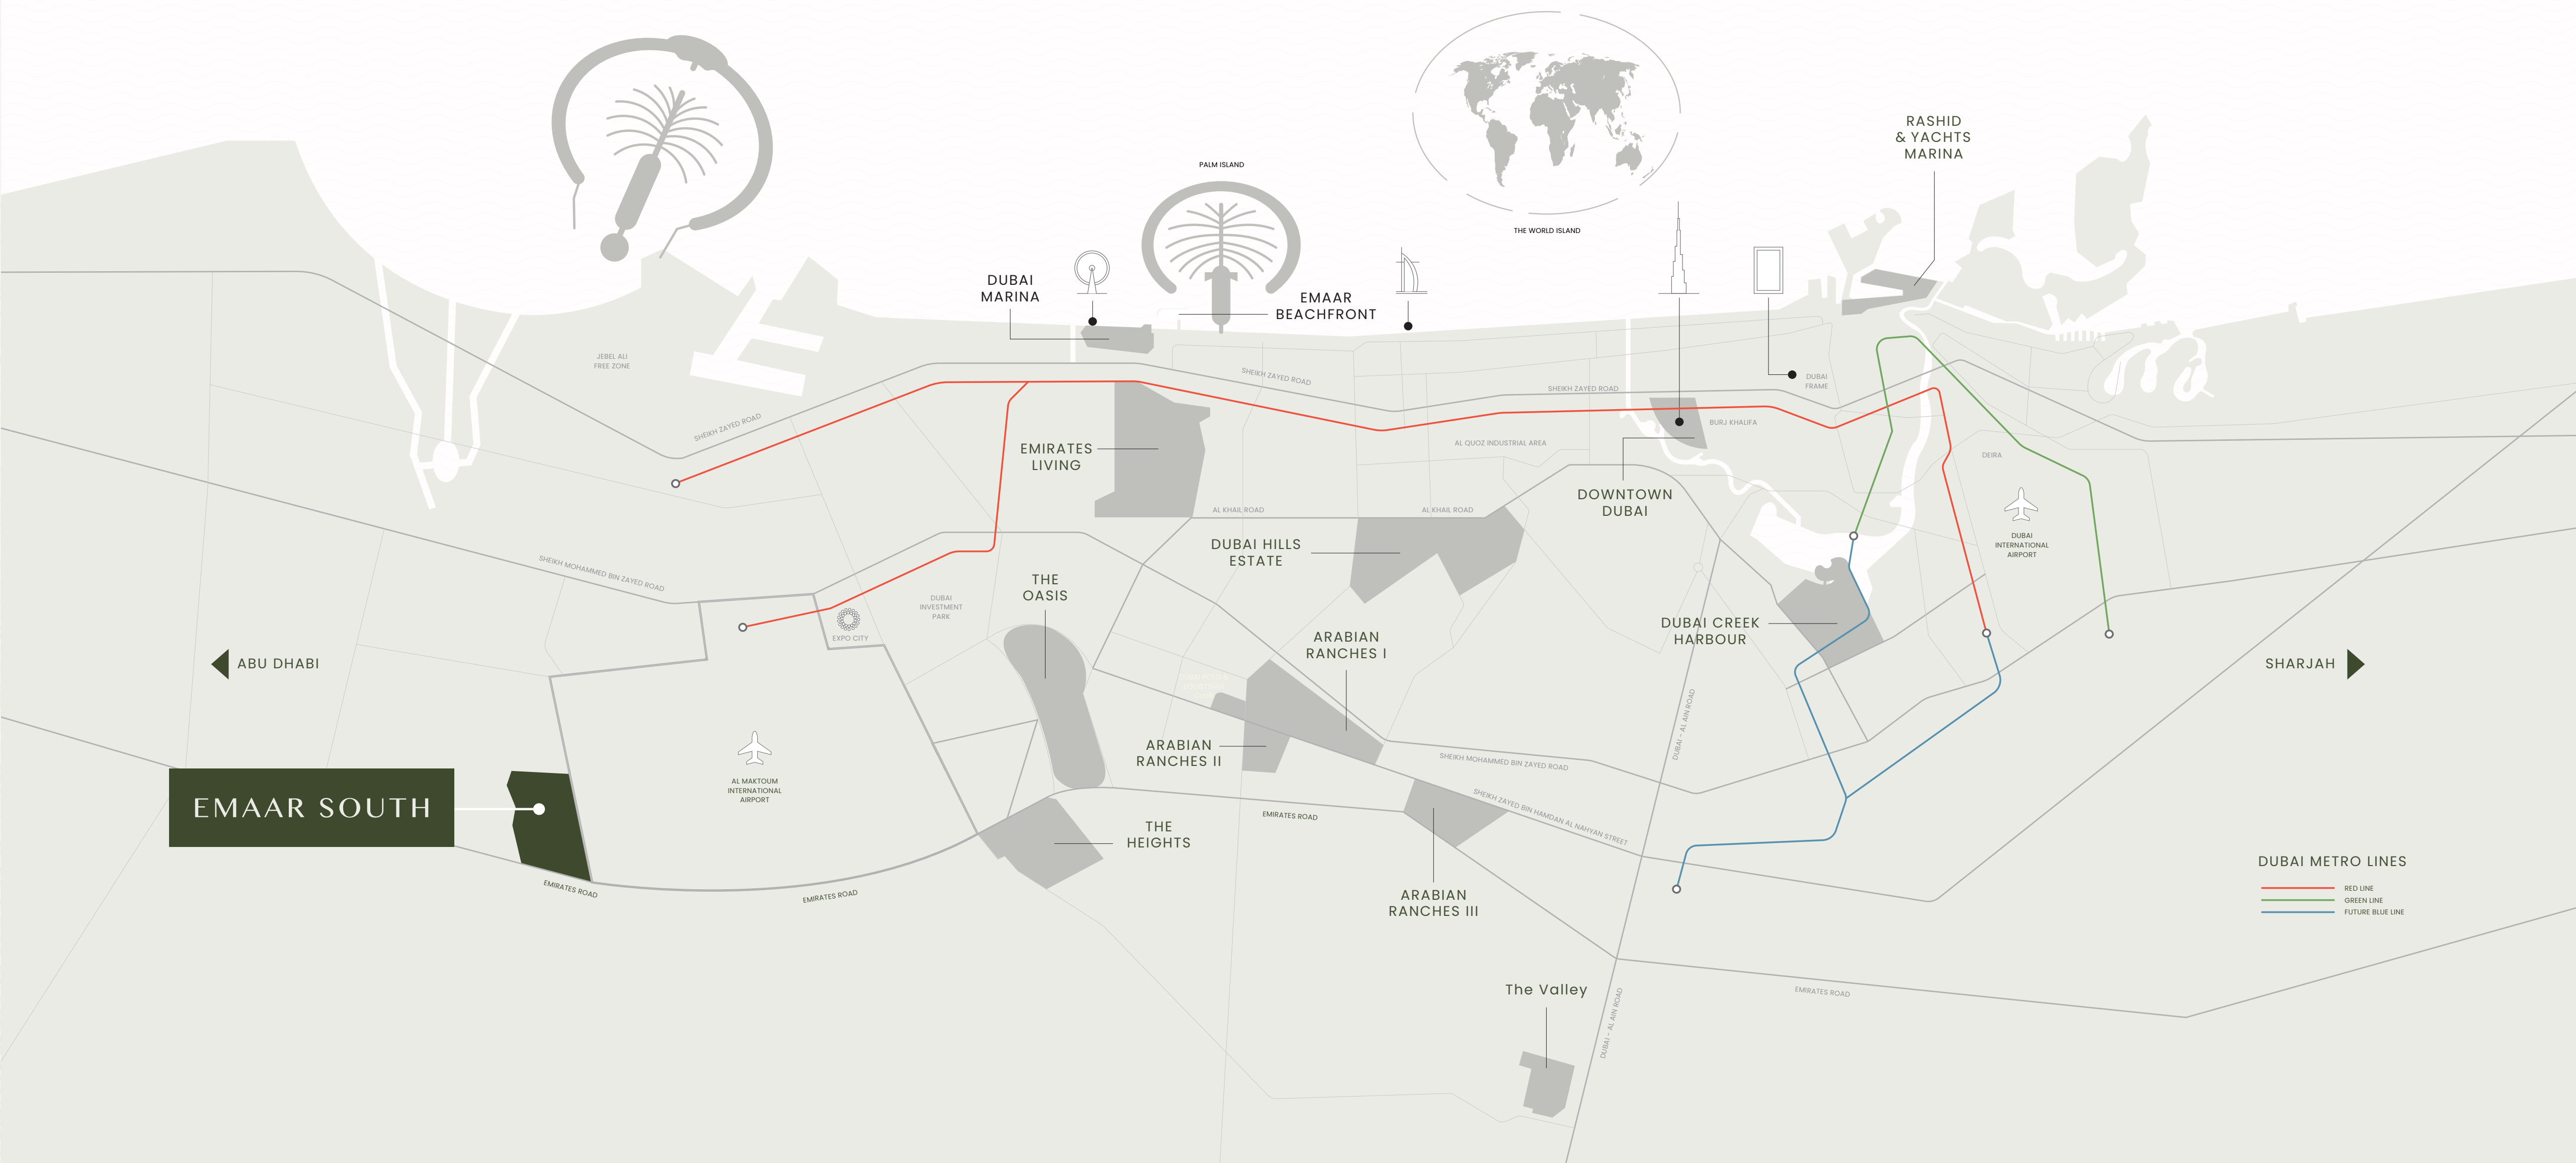 PALM ISLAND
THE WORLD ISLAND
RASHID
& YACHTS
MARINA
DUBAI
MARINA
EMAAR
BEACHFRONT
JEBEL ALI
FREE ZONE
SHEIKH ZAYED ROAD
SHEIKH ZAYED ROAD
SHEIKH ZAYED ROAD
DUBAI
FRAME
BURJ KHALIFA
AL QUOZ INDUSTRIAL AREA
EMIRATES
LIVING
DEIRA
DOWNTOWN
DUBAI
AL KHAIL ROAD
AL KHAIL ROAD
DUBAI HILLS
ESTATE
DUBAI
INTERNATIONAL
AIRPORT
SHEIKH MOHAMMED BIN ZAYED ROAD
THE
OASIS
DUBAI
INVESTMENT
PARK
EXPO CITY
DUBAI CREEK
HARBOUR
ARABIAN
RANCHES I
ABU DHABI
SHARJAH
DUBAI - AL AIN ROAD
ARABIAN
RANCHES II
SHEIKH MOHAMMED BIN ZAYED ROAD
AL MAKTOUM
INTERNATIONAL
AIRPORT
EMAAR SOUTH
SHEIKH ZAYED BIN HAMDAN AL NAHYAN STREET
EMIRATES ROAD
THE
HEIGHTS
EMIRATES ROAD
EMIRATES ROAD
ARABIAN
RANCHES III
DUBAI METRO LINES
RED LINE
GREEN LINE
FUTURE BLUE LINE
The Valley
EMIRATES ROAD
DUBAI - AL AIN ROAD